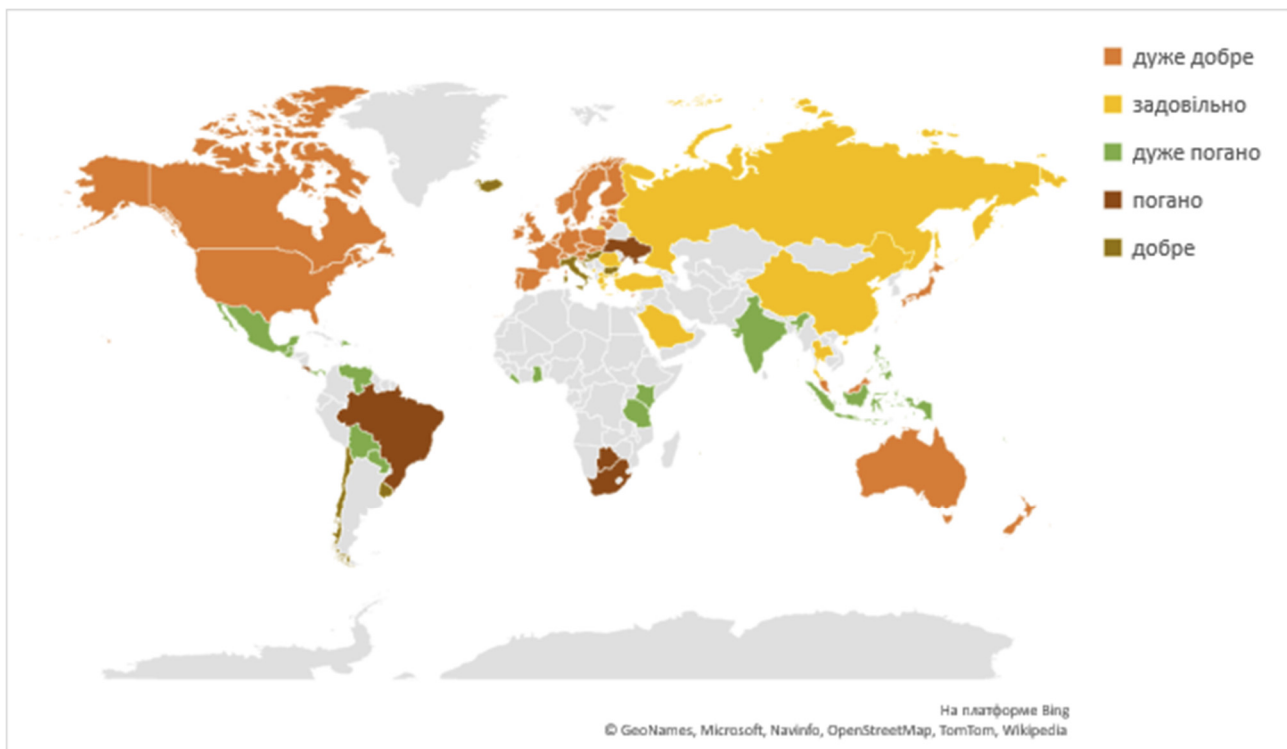 дуже добре
задовільно
дуже погано
погано
добре
На платформе Bing
© GeoNames, Microsoft, Navinfo, OpenStreetMap, TomTom, Wikipedia